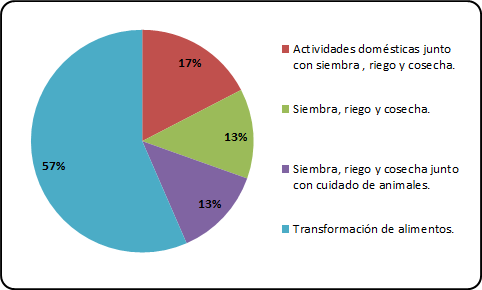 17%
13%
13%
57%
Actividades domésticas junto
con siembra , riego y cosecha.
Siembra, riego y cosecha.
Siembra, riego y cosecha junto
con cuidado de animales.
Transformación de alimentos.